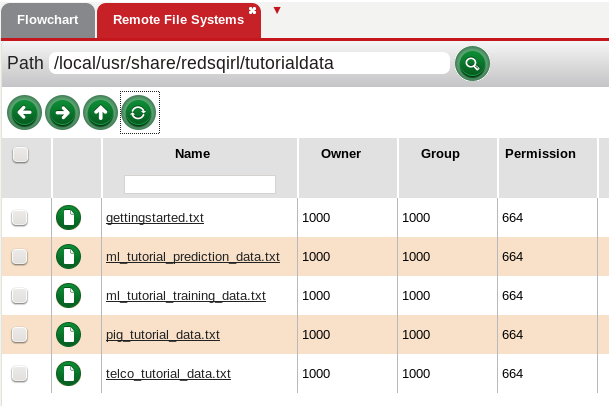 Flowchart Remote File Systems
Path /local/usr/share/redsqirl/tutorialdata
Name Owner Group Permission
gettingstarted.txt 1000 1000 664
ml_tutorial_prediction_data.txt 1000 1000 664
ml_tutorial_training_data.txt 1000 1000 664
pig_tutorial_data.txt 1000 1000 664
telco_tutorial_data.txt 1000 1000 664